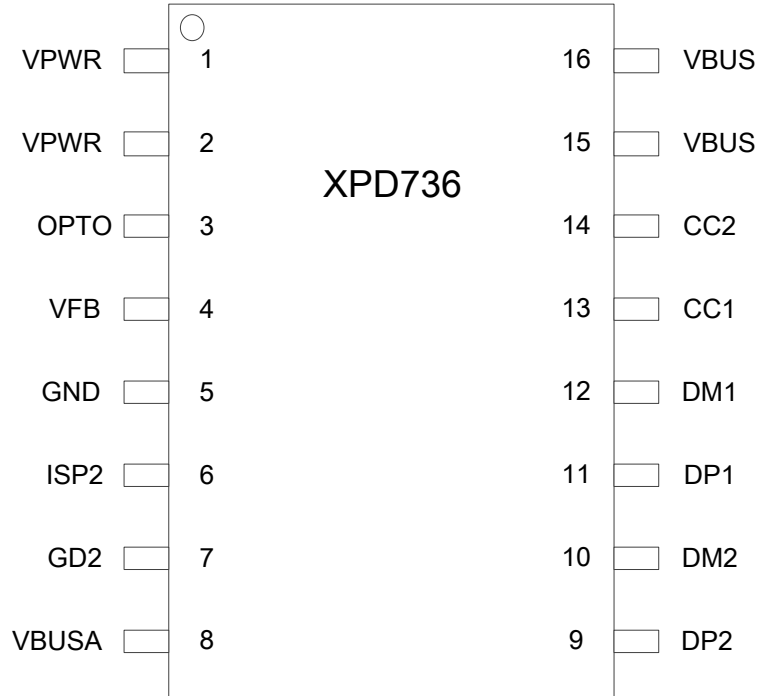 VPWR 1 16 VBUS
VPWR 2 15 VBUS
XPD736
OPTO 3 14 CC2
VFB 4 13 CC1
GND 5 12 DM1
ISP2 6 11 DP1
GD2 7 10 DM2
VBUSA 8 9 DP2